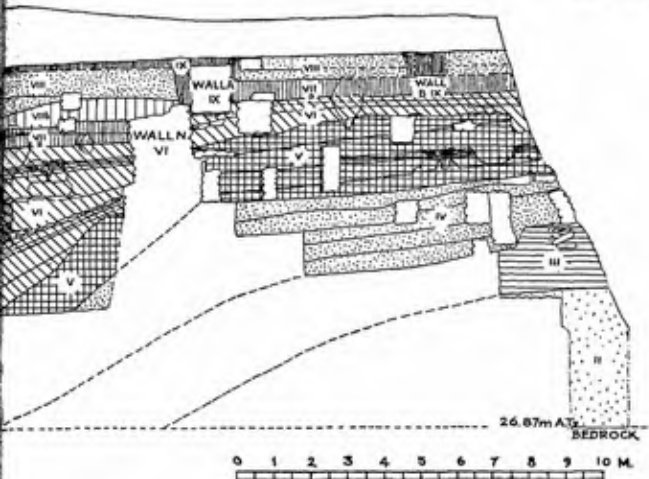 IX
VIII
VIII
WALL A
IX
VII
WALL
B IX
VI
WALL N.
VI
V
VI
IV
III
V
II
26.87m A.T.
BEDROCK
0 1 2 3 4 5 6 7 8 9 10 M.